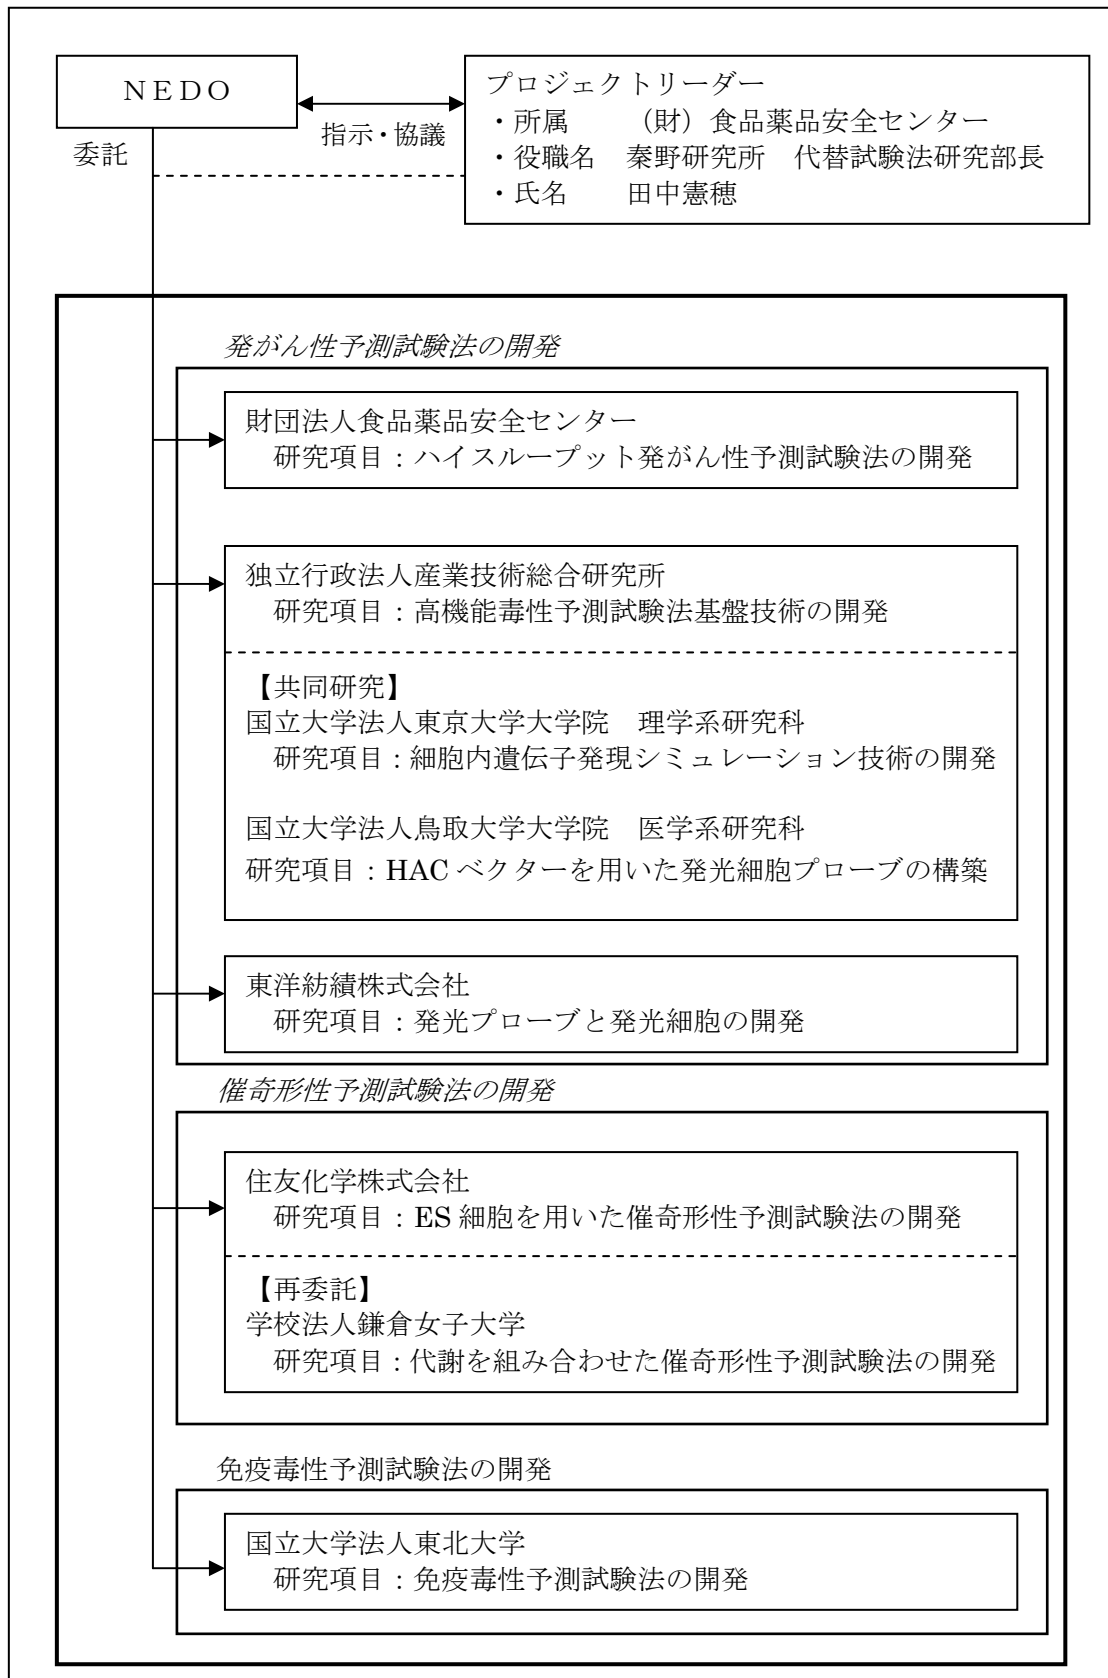 ＮＥＤＯ
委託
指示・協議
プロジェクトリーダー
・所属　　（財）食品薬品安全センター
・役職名　秦野研究所　代替試験法研究部長
・氏名　　田中憲穂
発がん性予測試験法の開発
財団法人食品薬品安全センター
研究項目：ハイスループット発がん性予測試験法の開発
独立行政法人産業技術総合研究所
研究項目：高機能毒性予測試験法基盤技術の開発
【共同研究】
国立大学法人東京大学大学院　理学系研究科
研究項目：細胞内遺伝子発現シミュレーション技術の開発
国立大学法人鳥取大学大学院　医学系研究科
研究項目：HAC ベクターを用いた発光細胞プローブの構築
東洋紡績株式会社
研究項目：発光プローブと発光細胞の開発
催奇形性予測試験法の開発
住友化学株式会社
研究項目：ES 細胞を用いた催奇形性予測試験法の開発
【再委託】
学校法人鎌倉女子大学
研究項目：代謝を組み合わせた催奇形性予測試験法の開発
免疫毒性予測試験法の開発
国立大学法人東北大学
研究項目：免疫毒性予測試験法の開発